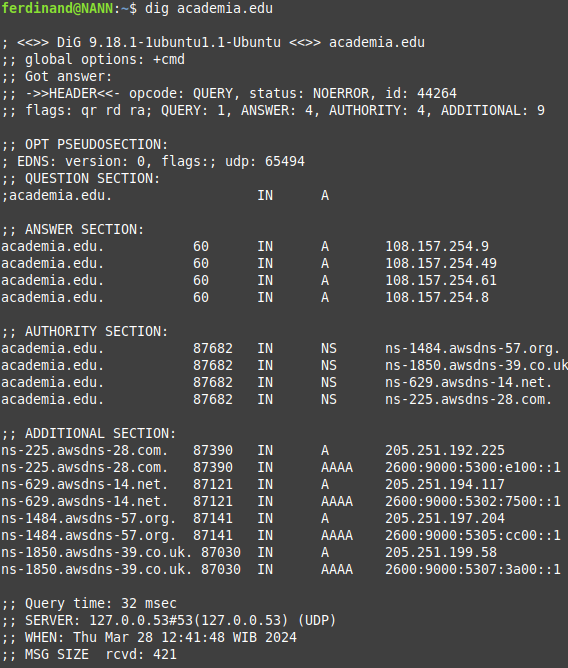 ferdinand@NANN:~$ dig academia.edu

; <<>> DiG 9.18.1-1ubuntu1.1-Ubuntu <<>> academia.edu
;; global options: +cmd
;; Got answer:
;; ->>HEADER<<- opcode: QUERY, status: NOERROR, id: 44264
;; flags: qr rd ra; QUERY: 1, ANSWER: 4, AUTHORITY: 4, ADDITIONAL: 9

;; OPT PSEUDOSECTION:
; EDNS: version: 0, flags:; udp: 65494
;; QUESTION SECTION:
;academia.edu.                  IN      A

;; ANSWER SECTION:
academia.edu.           60      IN      A       108.157.254.9
academia.edu.           60      IN      A       108.157.254.49
academia.edu.           60      IN      A       108.157.254.61
academia.edu.           60      IN      A       108.157.254.8

;; AUTHORITY SECTION:
academia.edu.           87682   IN      NS      ns-1484.awsdns-57.org.
academia.edu.           87682   IN      NS      ns-1850.awsdns-39.co.uk
academia.edu.           87682   IN      NS      ns-629.awsdns-14.net.
academia.edu.           87682   IN      NS      ns-225.awsdns-28.com.

;; ADDITIONAL SECTION:
ns-225.awsdns-28.com.   87390   IN      A       205.251.192.225
ns-225.awsdns-28.com.   87390   IN      AAAA    2600:9000:5300:e100::1
ns-629.awsdns-14.net.   87121   IN      A       205.251.194.117
ns-629.awsdns-14.net.   87121   IN      AAAA    2600:9000:5302:7500::1
ns-1484.awsdns-57.org.  87141   IN      A       205.251.197.204
ns-1484.awsdns-57.org.  87141   IN      AAAA    2600:9000:5305:cc00::1
ns-1850.awsdns-39.co.uk. 87030  IN      A       205.251.199.58
ns-1850.awsdns-39.co.uk. 87030  IN      AAAA    2600:9000:5307:3a00::1

;; Query time: 32 msec
;; SERVER: 127.0.0.53#53(127.0.0.53) (UDP)
;; WHEN: Thu Mar 28 12:41:48 WIB 2024
;; MSG SIZE  rcvd: 421